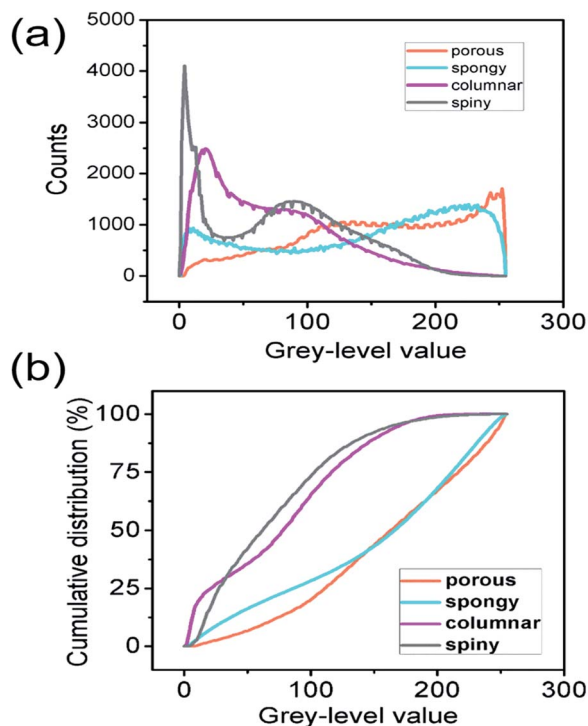 (a)
5000
4000
3000
2000
1000
0
Counts
porous
spongy
columnar
spiny
0 100 200 300
Grey-level value
(b)
100
75
50
25
0
Cumulative distribution (%)
porous
spongy
columnar
spiny
0 100 200 300
Grey-level value